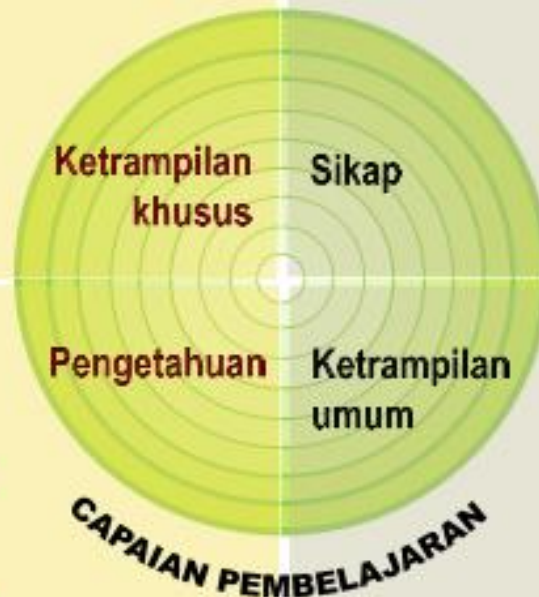 Ketrampilan
khusus
Sikap
Pengetahuan
Ketrampilan
umum
CAPAIAN PEMBELAJARAN